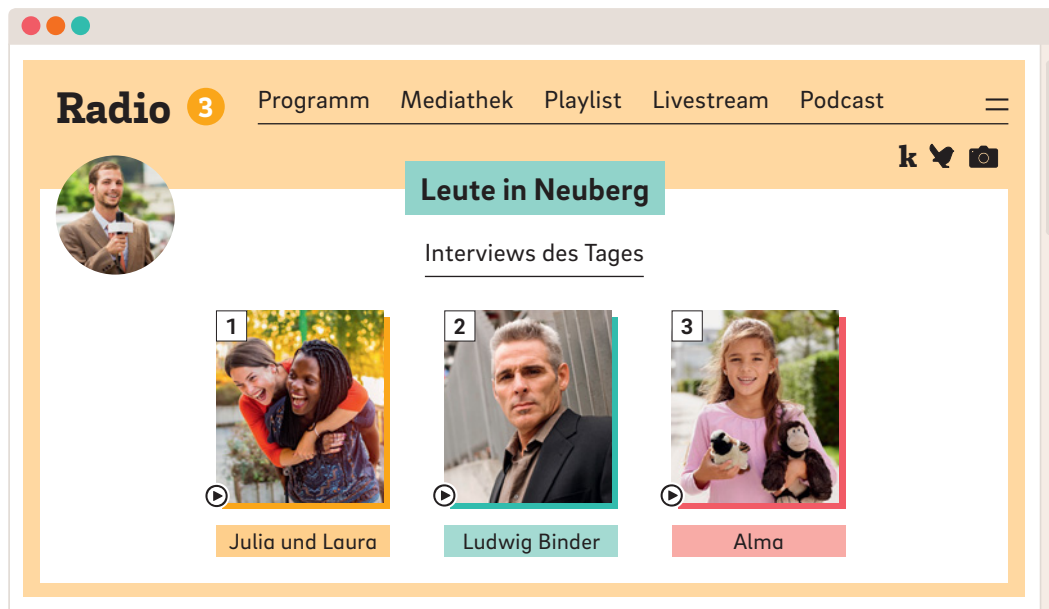 Radio 3 Programm Mediathek Playlist Livestream Podcast
k
Leute in Neuberg
Interviews des Tages
1 2 3
Julia und Laura Ludwig Binder Alma